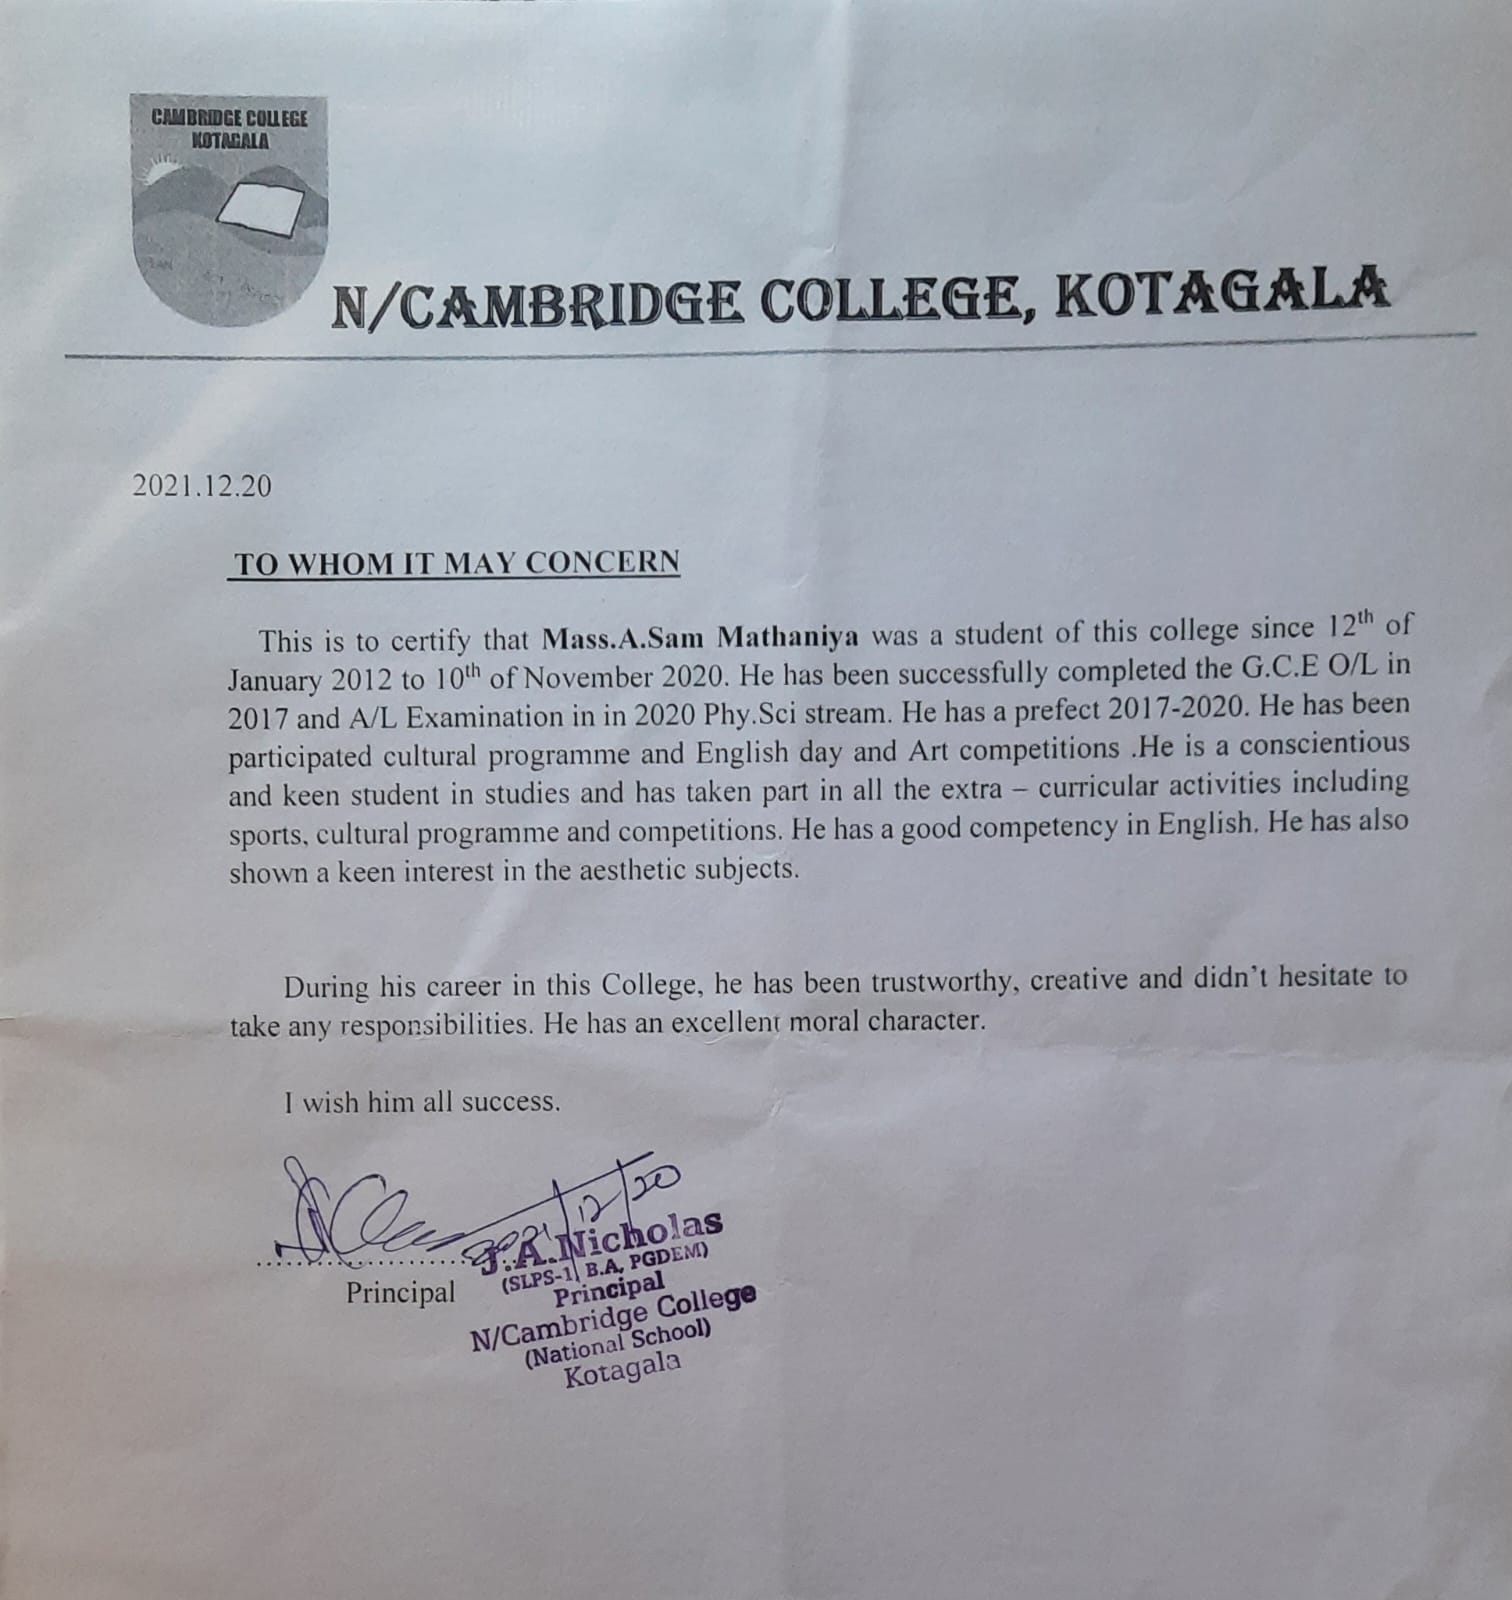 CAMBRIDGE COLLEGE
KOTAGALA
N/CAMBRIDGE COLLEGE, KOTAGALA
2021.12.20
TO WHOM IT MAY CONCERN
This is to certify that Mass.A.Sam Mathaniya was a student of this college since 12th of
January 2012 to 10th of November 2020. He has been successfully completed the G.C.E O/L in
2017 and A/L Examination in in 2020 Phy.Sci stream. He has a prefect 2017-2020. He has been
participated cultural programme and English day and Art competitions .He is a conscientious
and keen student in studies and has taken part in all the extra – curricular activities including
sports, cultural programme and competitions. He has a good competency in English. He has also
shown a keen interest in the aesthetic subjects.
During his career in this College, he has been trustworthy, creative and didn’t hesitate to
take any responsibilities. He has an excellent moral character.
I wish him all success.
2021/12/20
Principal
J.A.Nicholas
(SLPS-1, B.A, PGDEM)
Principal
N/Cambridge College
(National School)
Kotagala